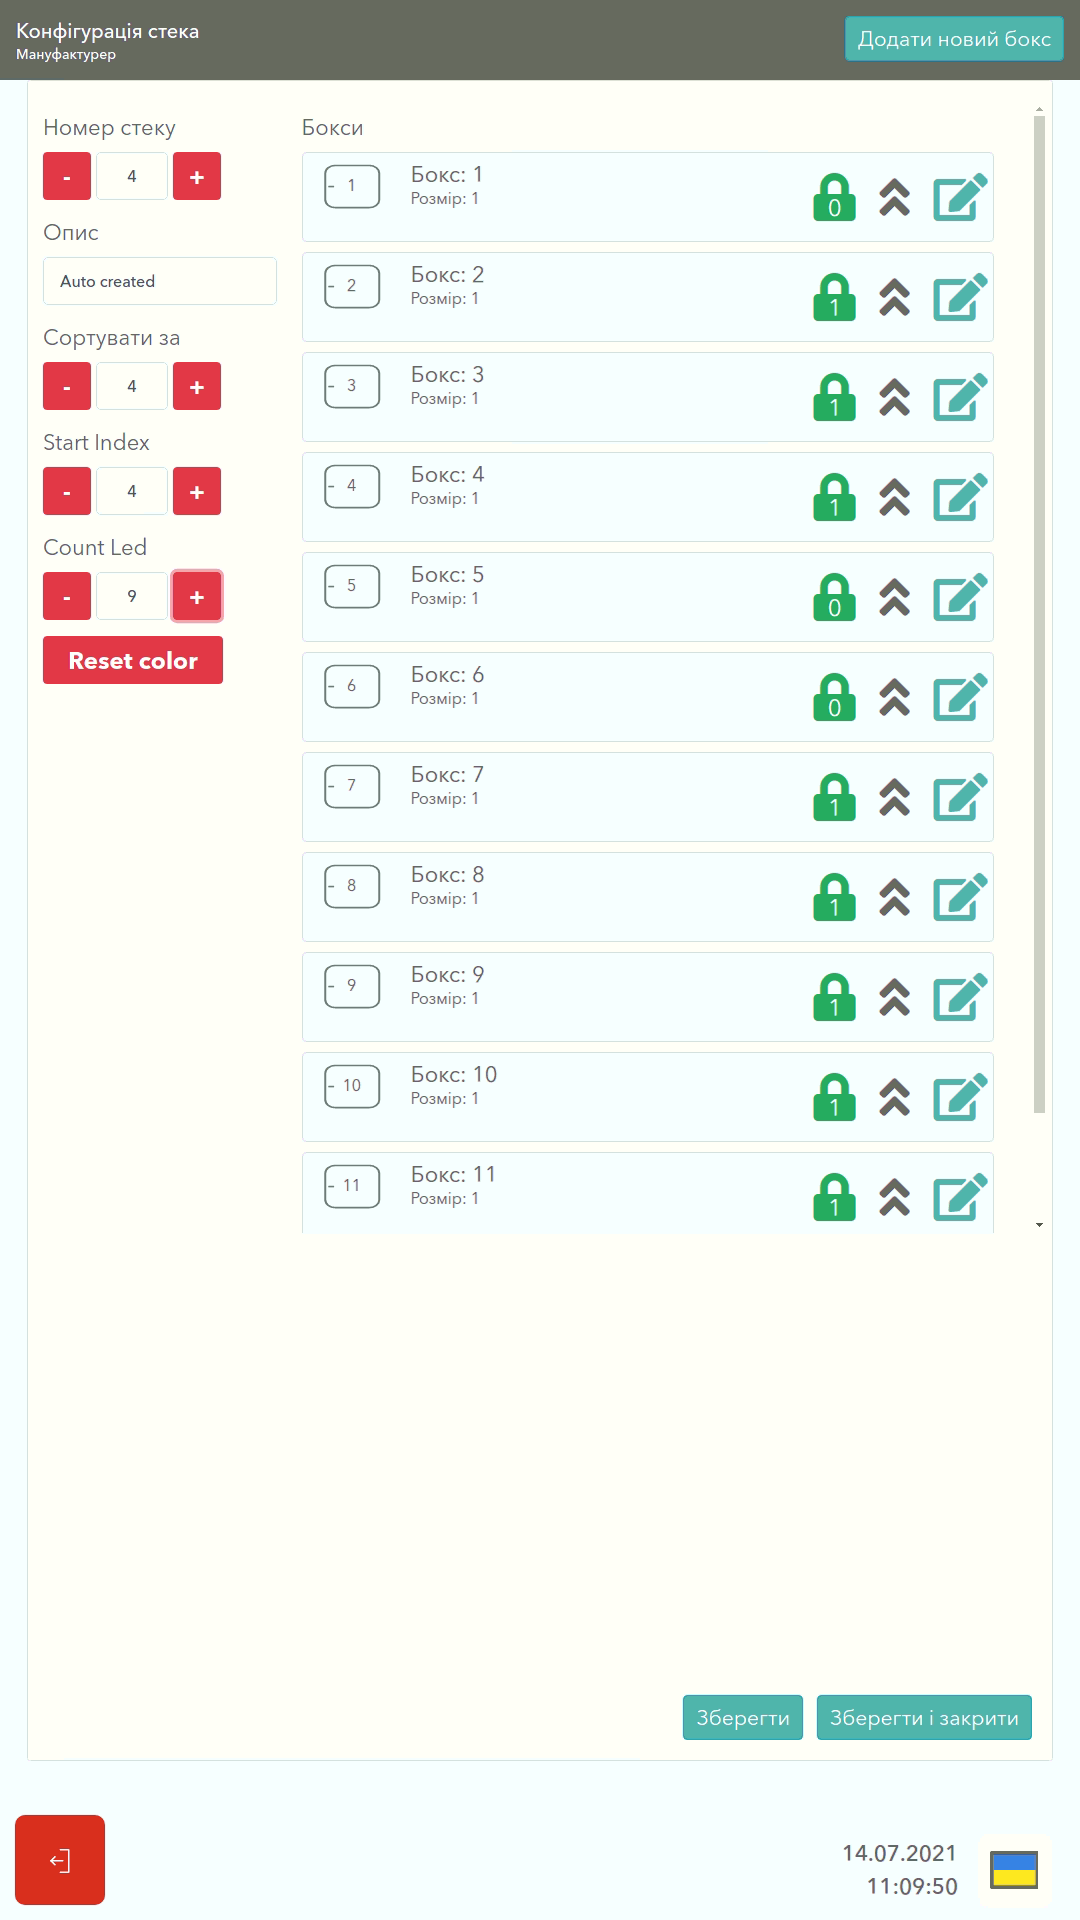 Конфігурація стека
Мануфактурер
Додати новий бокс
Номер стеку
- 4 +
Опис
Auto created
Сортувати за
- 4 +
Start Index
- 4 +
Count Led
- 9 +
Reset color
Бокси
- 1
Бокс: 1
Розмір: 1
0
- 2
Бокс: 2
Розмір: 1
1
- 3
Бокс: 3
Розмір: 1
1
- 4
Бокс: 4
Розмір: 1
1
- 5
Бокс: 5
Розмір: 1
0
- 6
Бокс: 6
Розмір: 1
0
- 7
Бокс: 7
Розмір: 1
1
- 8
Бокс: 8
Розмір: 1
1
- 9
Бокс: 9
Розмір: 1
1
- 10
Бокс: 10
Розмір: 1
1
- 11
Бокс: 11
Розмір: 1
1
Зберегти
Зберегти і закрити
14.07.2021
11:09:50